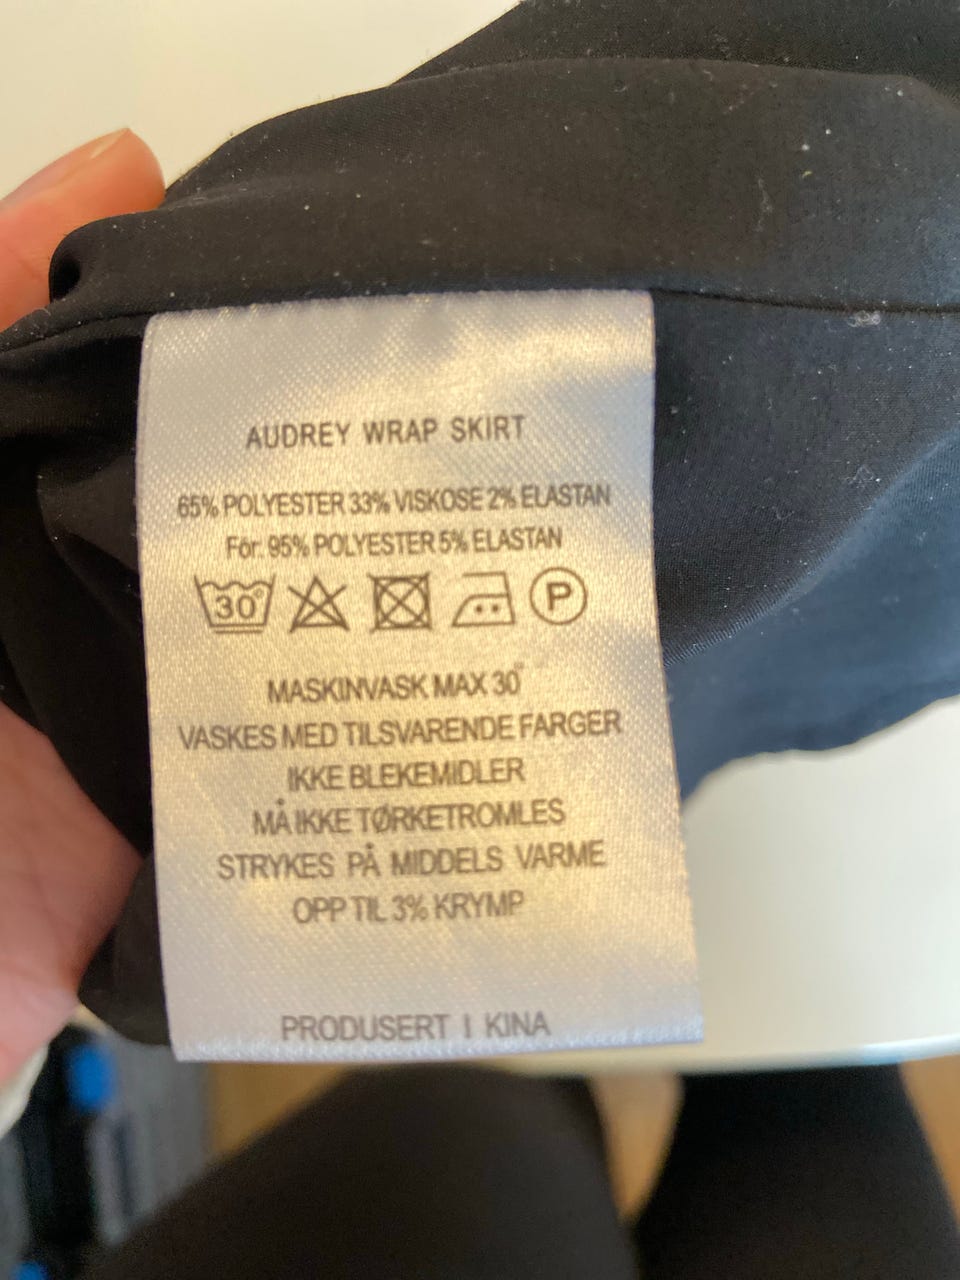 AUDREY WRAP SKIRT
65% POLYESTER 33% VISKOSE 2% ELASTAN
Fór: 95% POLYESTER 5% ELASTAN
30° P
MASKINVASK MAX 30°
VASKES MED TILSVARENDE FARGER
IKKE BLEKEMIDLER
MÅ IKKE TØRKETROMLES
STRYKES PÅ MIDDELS VARME
OPP TIL 3% KRYMP
PRODUSERT I KINA